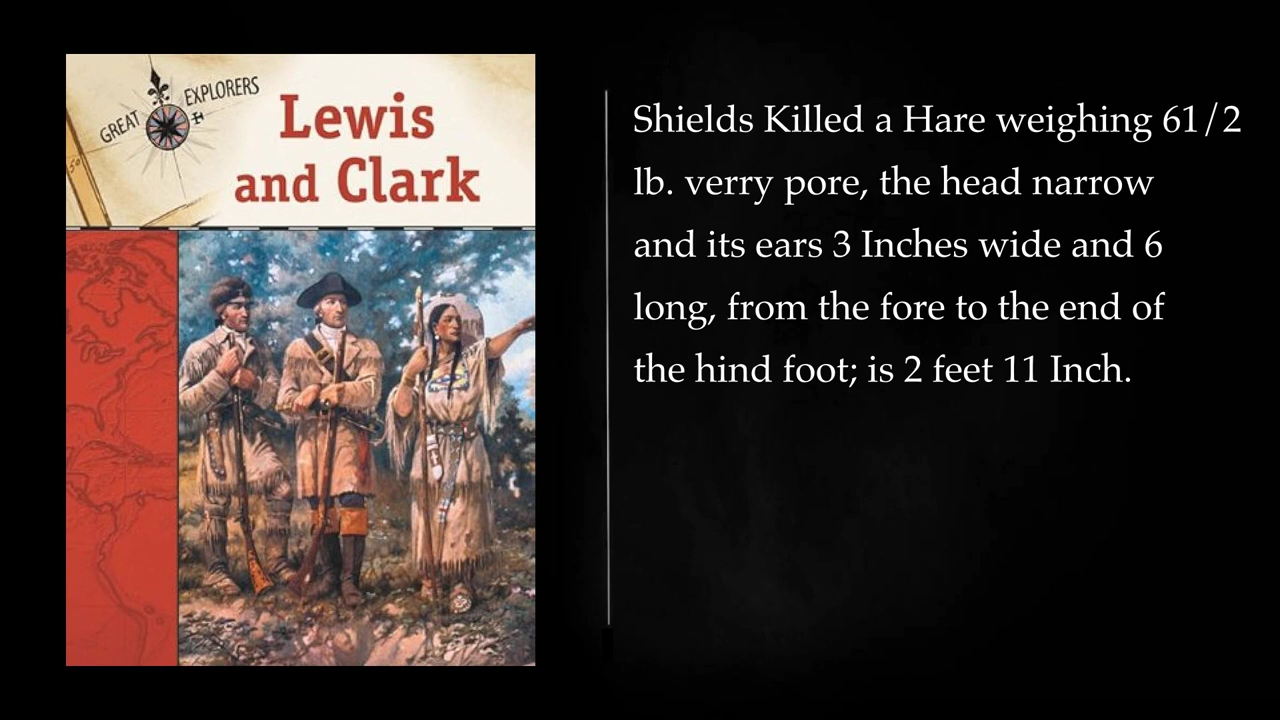 GREAT EXPLORERS
Lewis
and Clark
50
Shields Killed a Hare weighing 61/2
lb. verry pore, the head narrow
and its ears 3 Inches wide and 6
long, from the fore to the end of
the hind foot; is 2 feet 11 Inch.